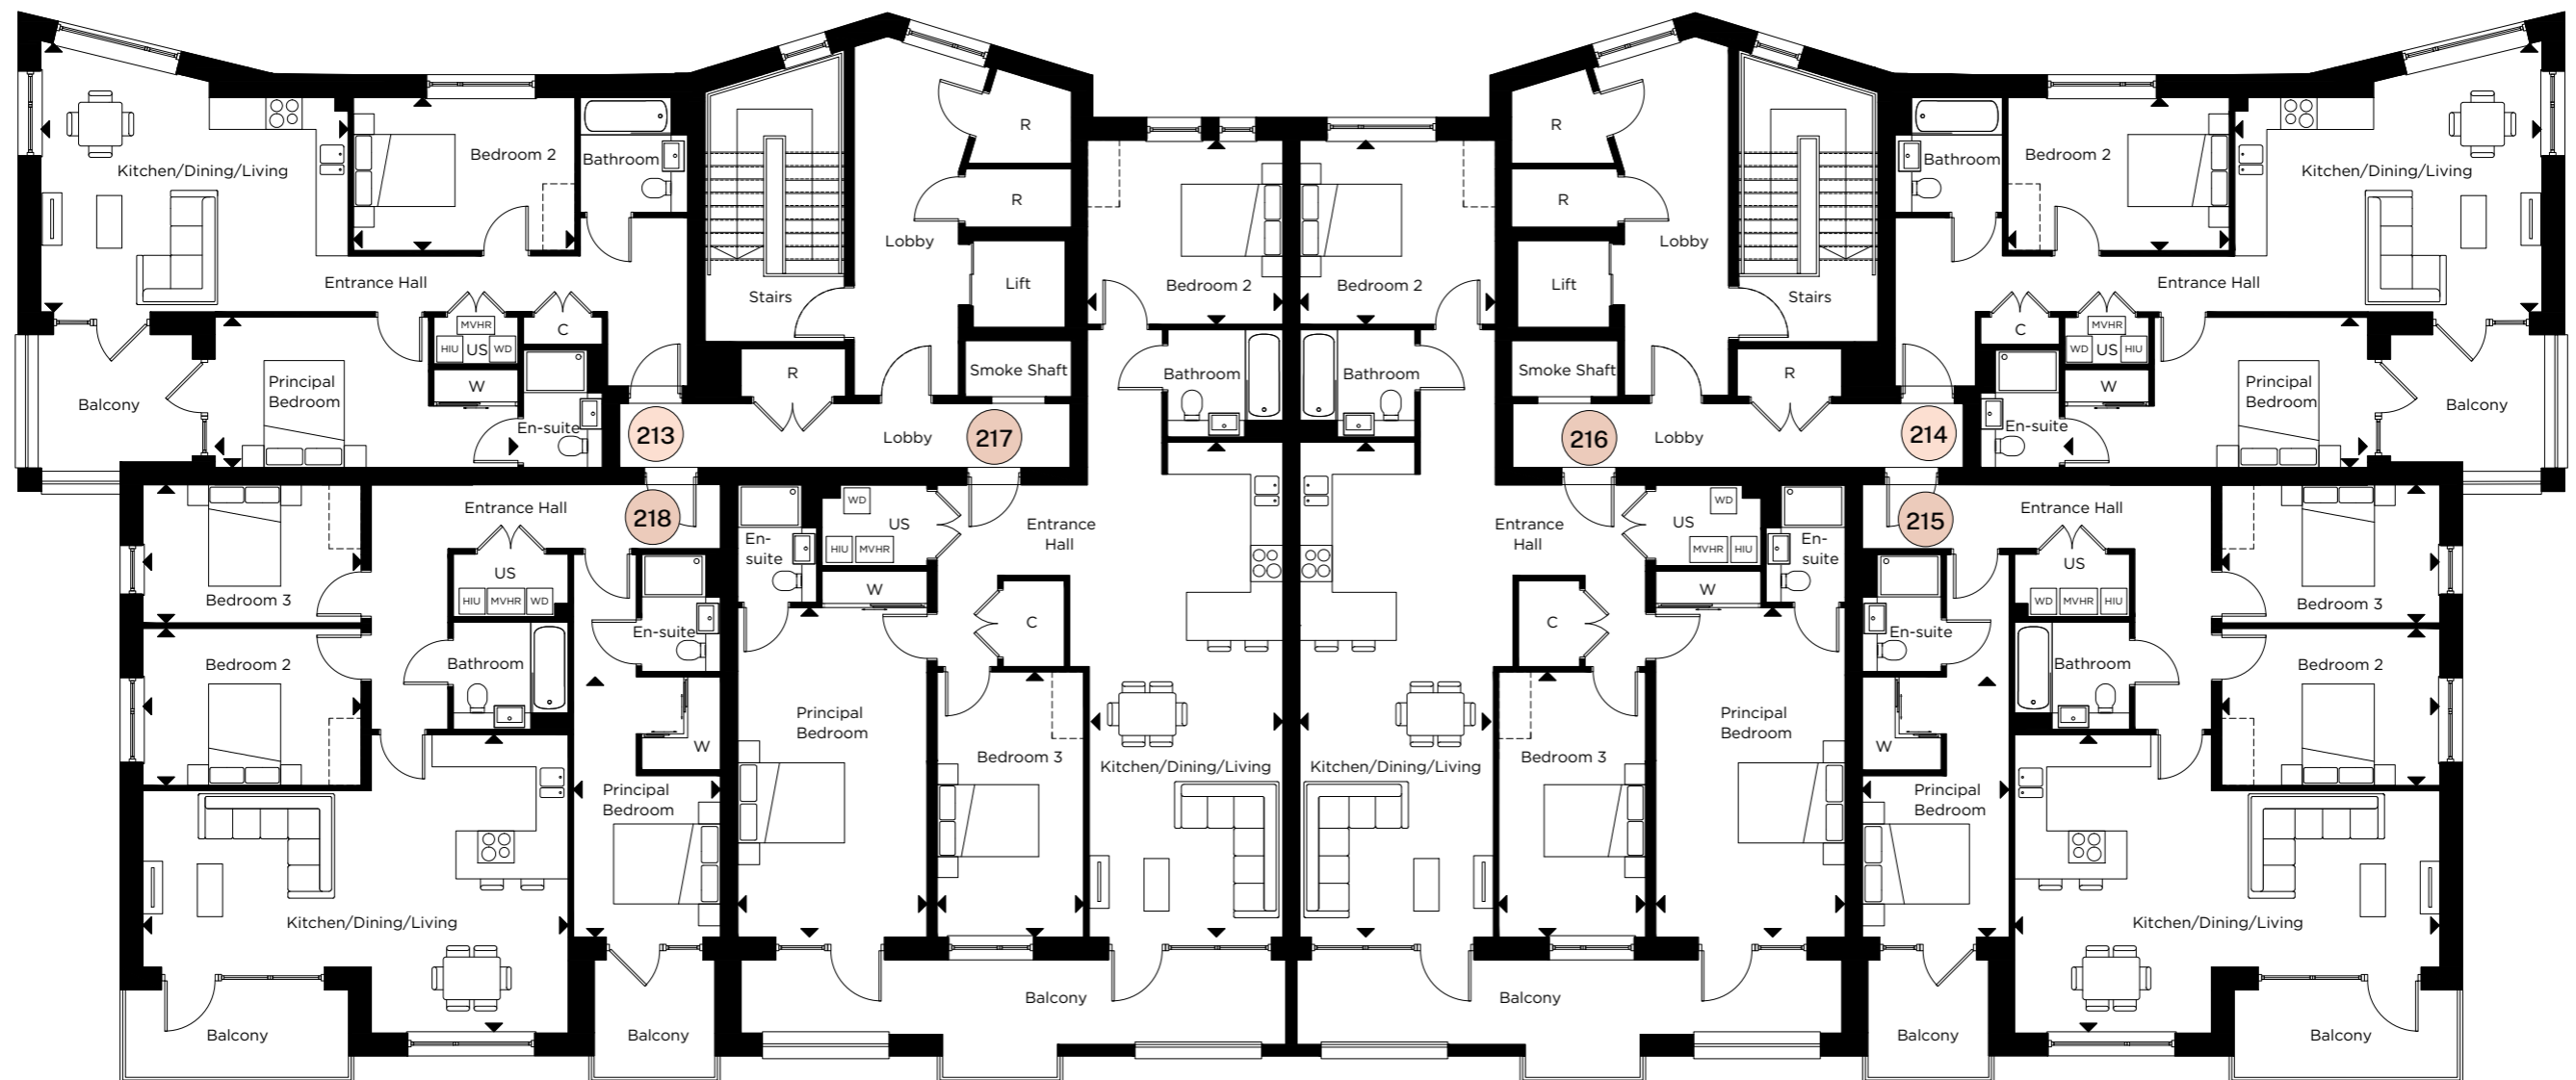 Kitchen/Dining/Living
Bedroom 2
Bathroom
Entrance Hall
Stairs
Lobby
R
R
Lift
Smoke Shaft
R
Lobby
MVHR
HIU
US
WD
C
W
Principal
Bedroom
En-suite
Balcony
213
217
Bedroom 2
Bathroom
Bedroom 2
Bathroom
R
R
Lobby
Lift
Smoke Shaft
Stairs
R
Lobby
216
214
Bathroom
Bedroom 2
Kitchen/Dining/Living
Entrance Hall
C
MVHR
WD
US
HIU
W
Principal
Bedroom
En-suite
Balcony
Entrance Hall
218
Bedroom 3
US
HIU
MVHR
WD
En-suite
Bedroom 2
Bathroom
W
Principal
Bedroom
Kitchen/Dining/Living
Balcony
Balcony
En-
suite
WD
US
HIU
MVHR
W
Entrance
Hall
C
Principal
Bedroom
Bedroom 3
Kitchen/Dining/Living
Balcony
Entrance
Hall
WD
US
MVHR
HIU
W
En-
suite
C
Principal
Bedroom
Kitchen/Dining/Living
Bedroom 3
Balcony
215
Entrance Hall
US
WD
MVHR
HIU
Bedroom 3
En-suite
Bathroom
Bedroom 2
W
Principal
Bedroom
Kitchen/Dining/Living
Balcony
Balcony